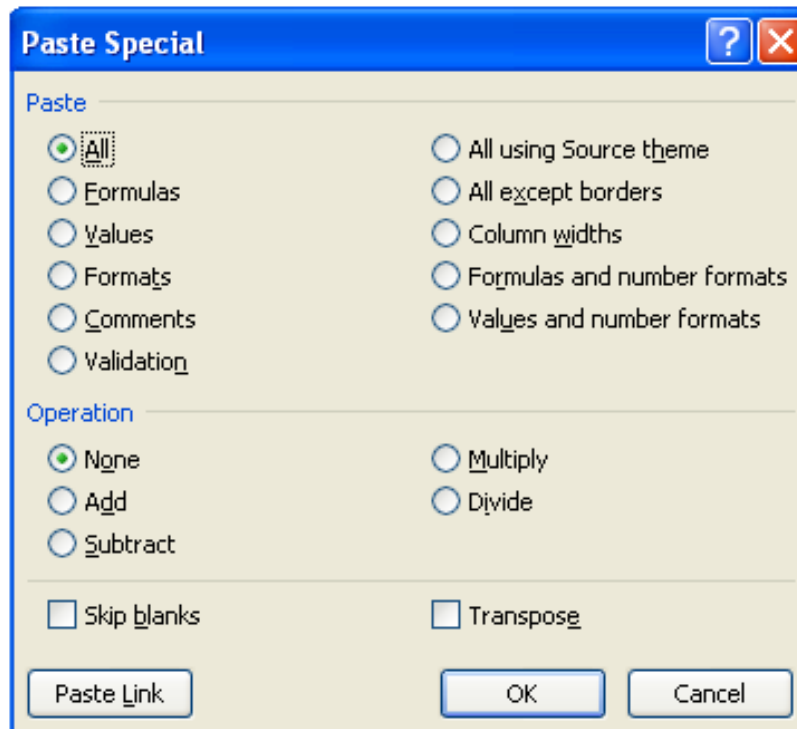 Paste Special
Paste
All
All using Source theme
Formulas
All except borders
Values
Column widths
Formats
Formulas and number formats
Comments
Values and number formats
Validation
Operation
None
Multiply
Add
Divide
Subtract
Skip blanks
Transpose
Paste Link
OK
Cancel